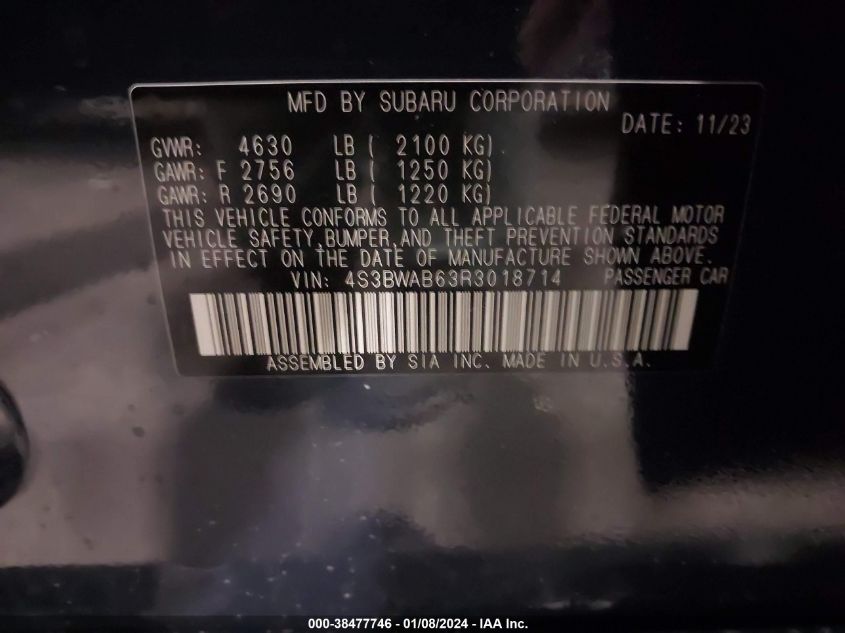 MFD BY SUBARU CORPORATION
DATE: 11/23
GVWR: 4630 LB ( 2100 KG)
GAWR: F 2756 LB ( 1250 KG)
GAWR: R 2690 LB ( 1220 KG)
THIS VEHICLE CONFORMS TO ALL APPLICABLE FEDERAL MOTOR
VEHICLE SAFETY, BUMPER, AND THEFT PREVENTION STANDARDS
IN EFFECT ON THE DATE OF MANUFACTURE SHOWN ABOVE.
VIN: 4S3BWAB63R3018714 PASSENGER CAR
ASSEMBLED BY SIA INC. MADE IN U.S.A.
000-38477746 - 01/08/2024 - IAA Inc.